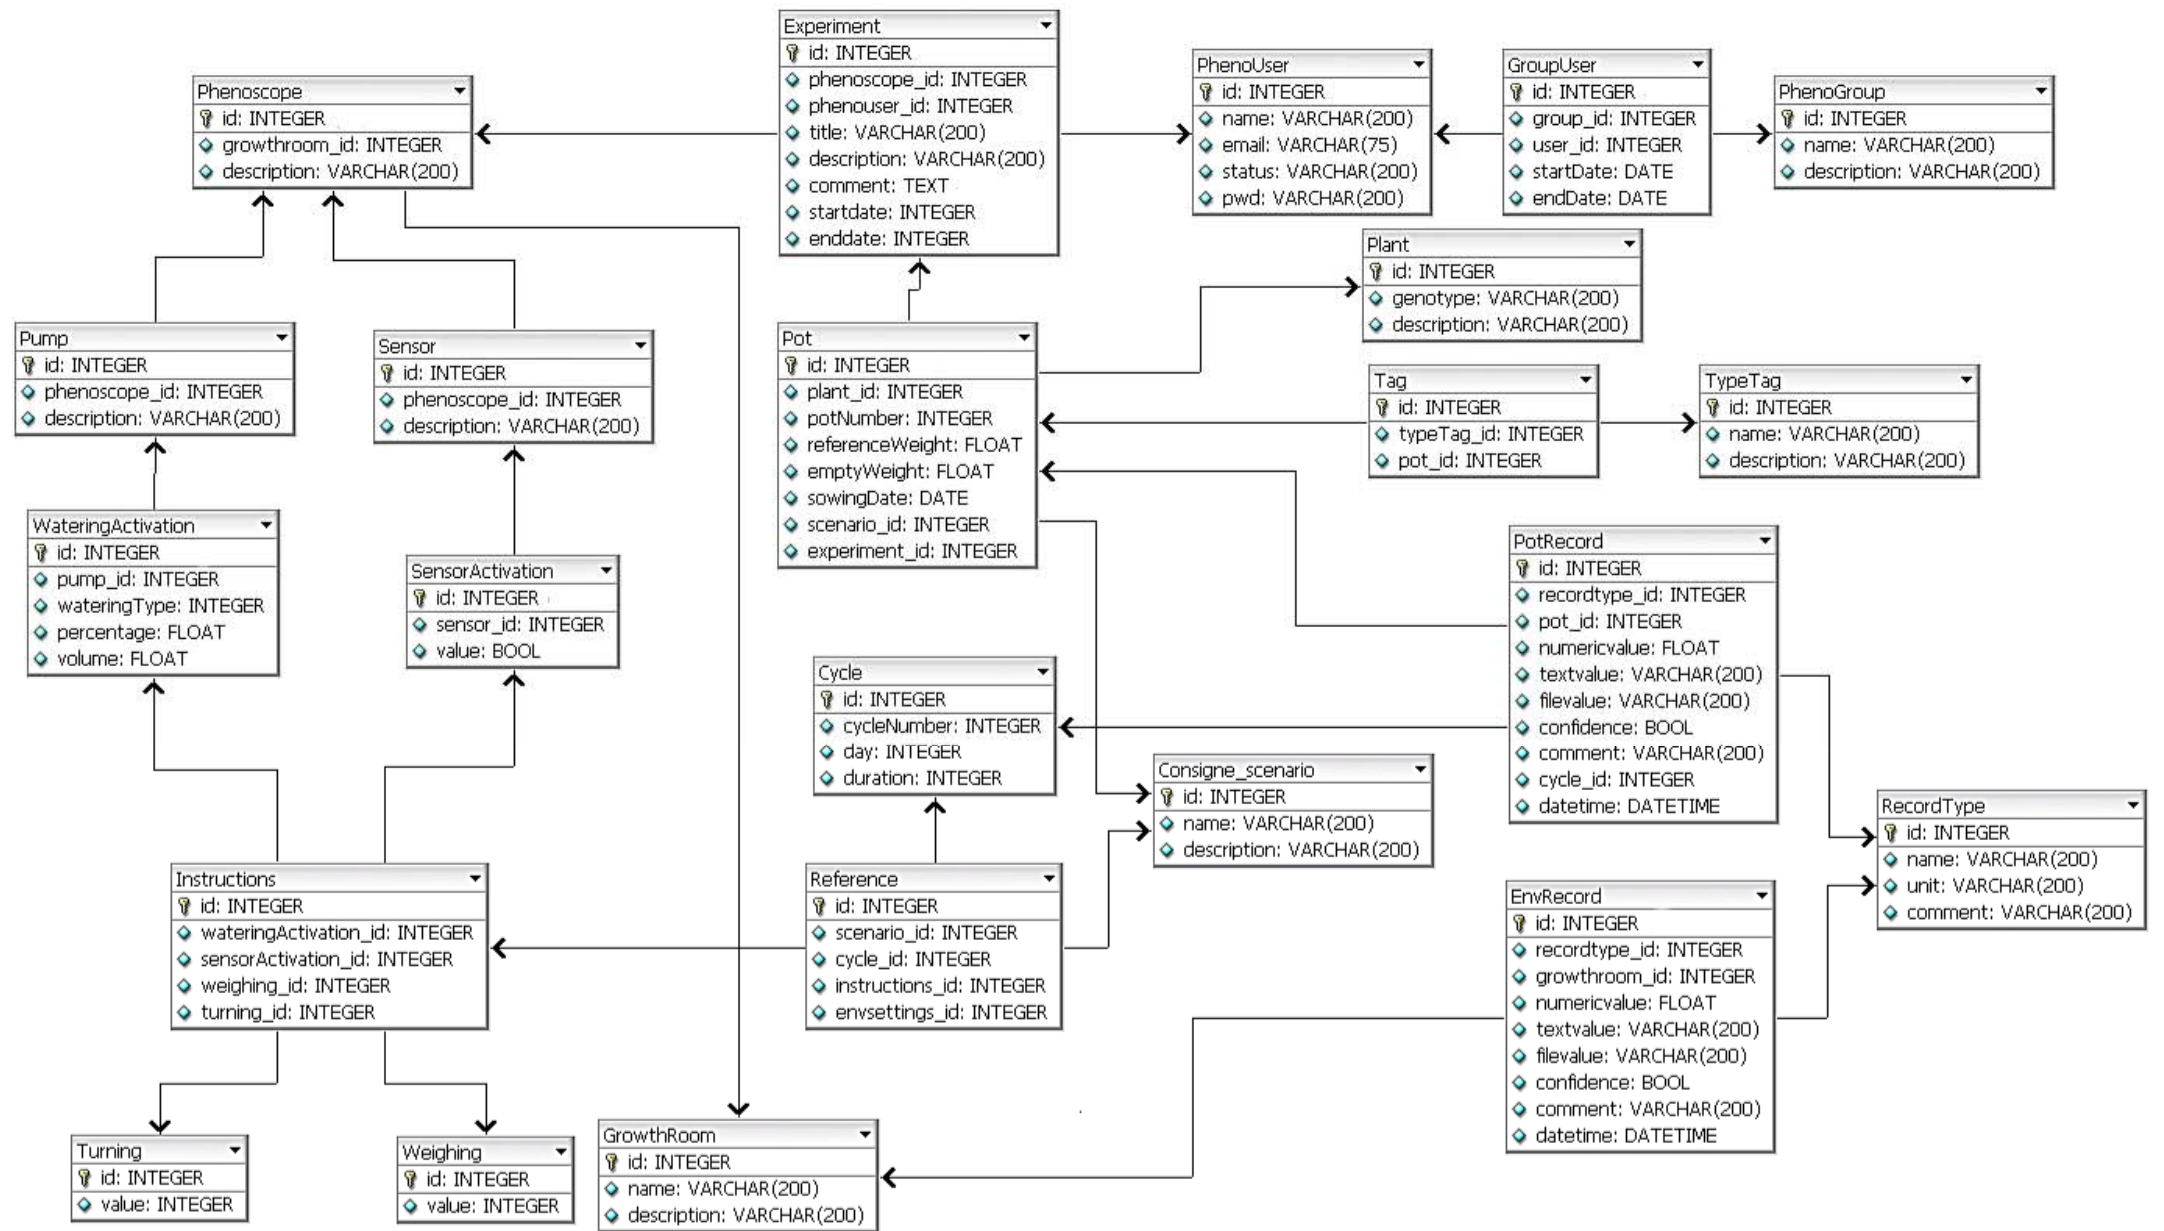 Experiment
id: INTEGER
phenoscope_id: INTEGER
phenouser_id: INTEGER
title: VARCHAR(200)
description: VARCHAR(200)
comment: TEXT
startdate: INTEGER
enddate: INTEGER
PhenoUser
id: INTEGER
name: VARCHAR(200)
email: VARCHAR(75)
status: VARCHAR(200)
pwd: VARCHAR(200)
GroupUser
id: INTEGER
group_id: INTEGER
user_id: INTEGER
startDate: DATE
endDate: DATE
PhenoGroup
id: INTEGER
name: VARCHAR(200)
description: VARCHAR(200)
Phenoscope
id: INTEGER
growthroom_id: INTEGER
description: VARCHAR(200)
Plant
id: INTEGER
genotype: VARCHAR(200)
description: VARCHAR(200)
Pump
id: INTEGER
phenoscope_id: INTEGER
description: VARCHAR(200)
Sensor
id: INTEGER
phenoscope_id: INTEGER
description: VARCHAR(200)
Pot
id: INTEGER
plant_id: INTEGER
potNumber: INTEGER
referenceWeight: FLOAT
emptyWeight: FLOAT
sowingDate: DATE
scenario_id: INTEGER
experiment_id: INTEGER
Tag
id: INTEGER
typeTag_id: INTEGER
pot_id: INTEGER
TypeTag
id: INTEGER
name: VARCHAR(200)
description: VARCHAR(200)
WateringActivation
id: INTEGER
pump_id: INTEGER
wateringType: INTEGER
percentage: FLOAT
volume: FLOAT
SensorActivation
id: INTEGER
sensor_id: INTEGER
value: BOOL
PotRecord
id: INTEGER
recordtype_id: INTEGER
pot_id: INTEGER
numericvalue: FLOAT
textvalue: VARCHAR(200)
filevalue: VARCHAR(200)
confidence: BOOL
comment: VARCHAR(200)
cycle_id: INTEGER
datetime: DATETIME
Cycle
id: INTEGER
cycleNumber: INTEGER
day: INTEGER
duration: INTEGER
Consigne_scenario
id: INTEGER
name: VARCHAR(200)
description: VARCHAR(200)
RecordType
id: INTEGER
name: VARCHAR(200)
unit: VARCHAR(200)
comment: VARCHAR(200)
Instructions
id: INTEGER
wateringActivation_id: INTEGER
sensorActivation_id: INTEGER
weighing_id: INTEGER
turning_id: INTEGER
Reference
id: INTEGER
scenario_id: INTEGER
cycle_id: INTEGER
instructions_id: INTEGER
envsettings_id: INTEGER
EnvRecord
id: INTEGER
recordtype_id: INTEGER
growthroom_id: INTEGER
numericvalue: FLOAT
textvalue: VARCHAR(200)
filevalue: VARCHAR(200)
confidence: BOOL
comment: VARCHAR(200)
datetime: DATETIME
Turning
id: INTEGER
value: INTEGER
Weighing
id: INTEGER
value: INTEGER
GrowthRoom
id: INTEGER
name: VARCHAR(200)
description: VARCHAR(200)